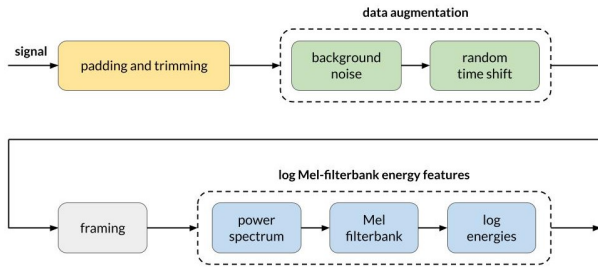 data augmentation
signal
padding and trimming
background
noise
random
time shift
log Mel-filterbank energy features
framing
power
spectrum
Mel
filterbank
log
energies